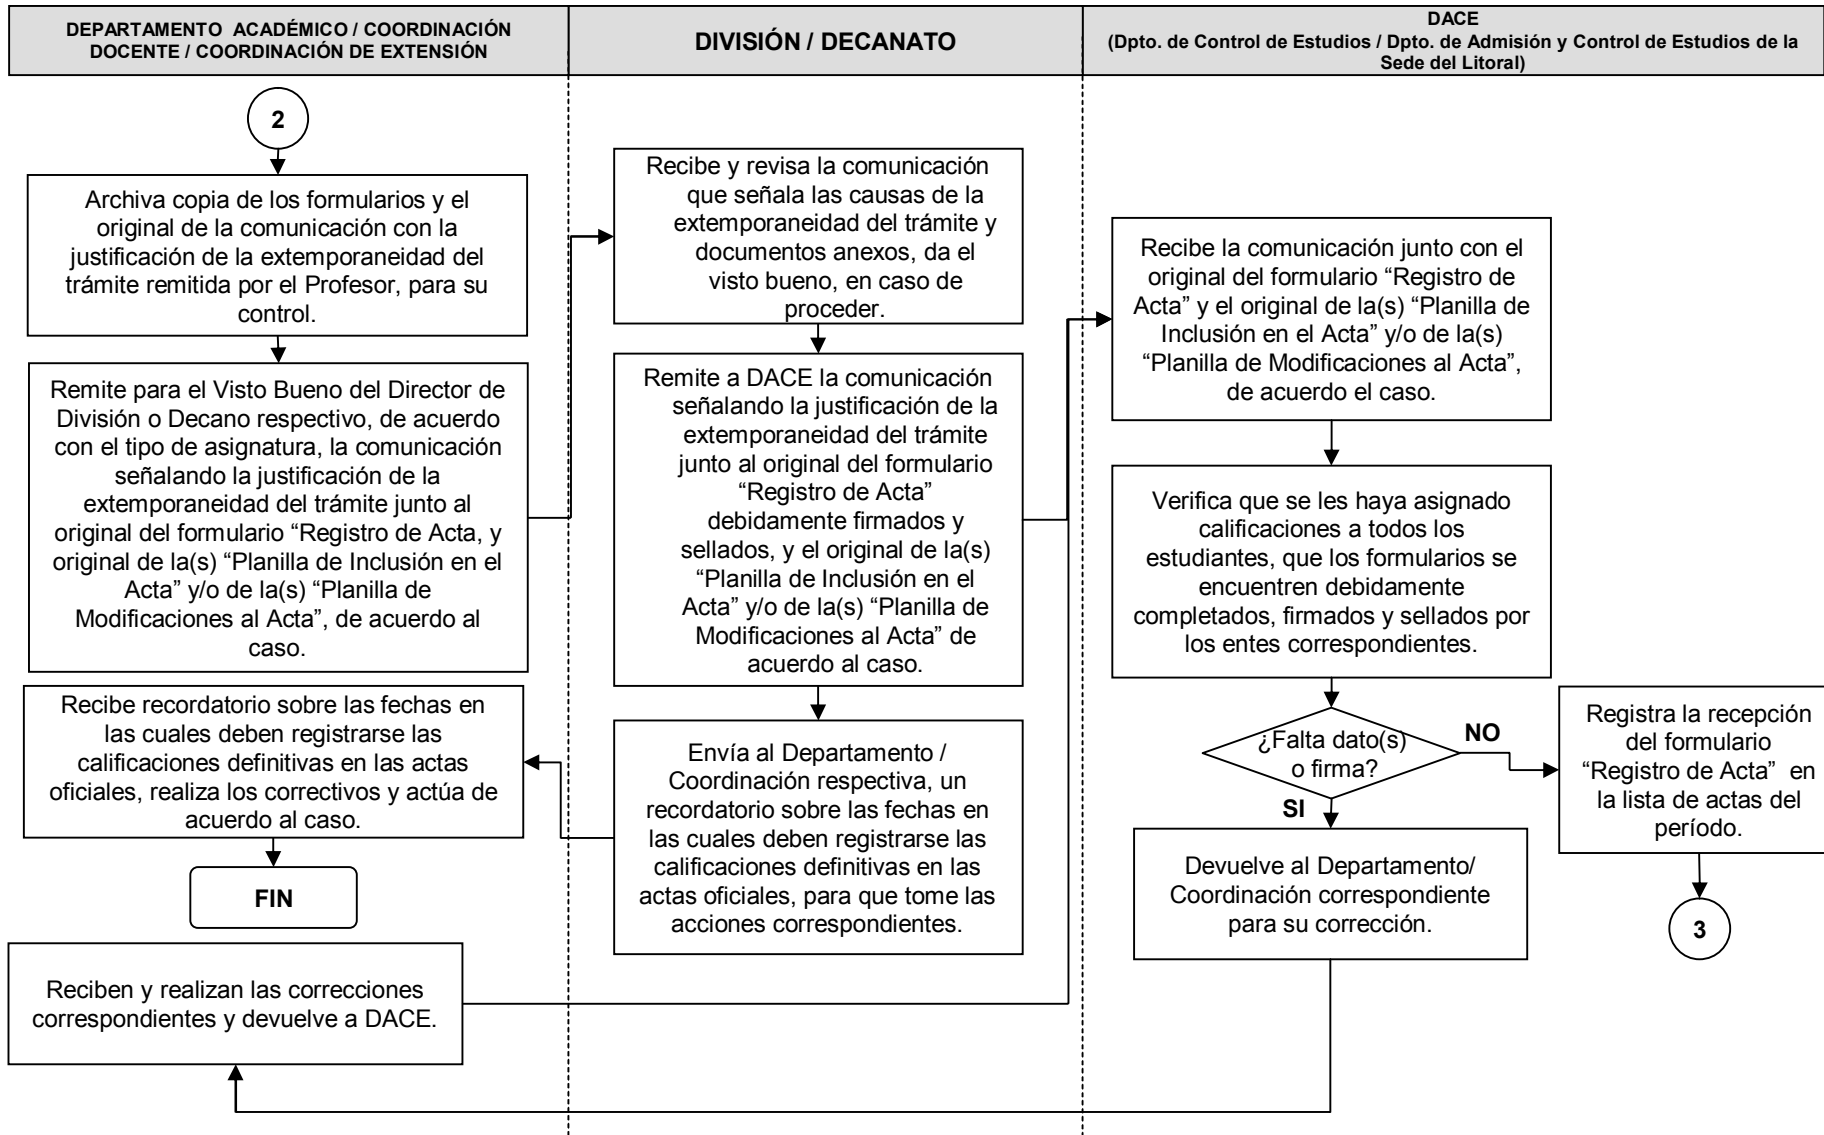 DEPARTAMENTO ACADÉMICO / COORDINACIÓN
DOCENTE / COORDINACIÓN DE EXTENSIÓN
DIVISIÓN / DECANATO
DACE
(Dpto. de Control de Estudios / Dpto. de Admisión y Control de Estudios de la
Sede del Litoral)
2
Archiva copia de los formularios y el
original de la comunicación con la
justificación de la extemporaneidad del
trámite remitida por el Profesor, para su
control.
Remite para el Visto Bueno del Director de
División o Decano respectivo, de acuerdo
con el tipo de asignatura, la comunicación
señalando la justificación de la
extemporaneidad del trámite junto al
original del formulario “Registro de Acta, y
original de la(s) “Planilla de Inclusión en el
Acta” y/o de la(s) “Planilla de
Modificaciones al Acta”, de acuerdo al
caso.
Recibe recordatorio sobre las fechas en
las cuales deben registrarse las
calificaciones definitivas en las actas
oficiales, realiza los correctivos y actúa de
acuerdo al caso.
FIN
Reciben y realizan las correcciones
correspondientes y devuelve a DACE.
Recibe y revisa la comunicación
que señala las causas de la
extemporaneidad del trámite y
documentos anexos, da el
visto bueno, en caso de
proceder.
Remite a DACE la comunicación
señalando la justificación de la
extemporaneidad del trámite
junto al original del formulario
“Registro de Acta”
debidamente firmados y
sellados, y el original de la(s)
“Planilla de Inclusión en el
Acta” y/o de la(s) “Planilla de
Modificaciones al Acta” de
acuerdo al caso.
Envía al Departamento /
Coordinación respectiva, un
recordatorio sobre las fechas en
las cuales deben registrarse las
calificaciones definitivas en las
actas oficiales, para que tome las
acciones correspondientes.
Recibe la comunicación junto con el
original del formulario “Registro de
Acta” y el original de la(s) “Planilla de
Inclusión en el Acta” y/o de la(s)
“Planilla de Modificaciones al Acta”,
de acuerdo el caso.
Verifica que se les haya asignado
calificaciones a todos los
estudiantes, que los formularios se
encuentren debidamente
completados, firmados y sellados por
los entes correspondientes.
¿Falta dato(s)
o firma?
NO
SI
Devuelve al Departamento/
Coordinación correspondiente
para su corrección.
Registra la recepción
del formulario
“Registro de Acta” en
la lista de actas del
período.
3